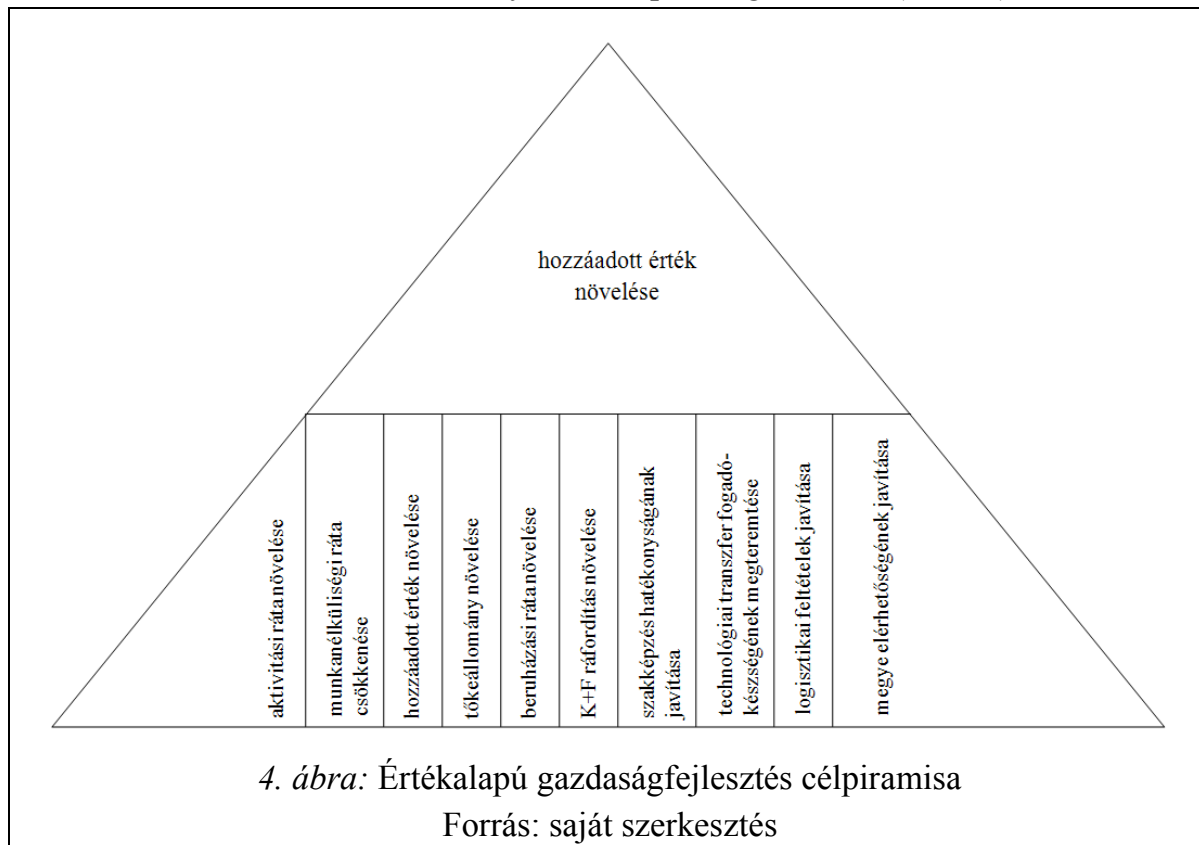 hozzáadott érték
növelése
aktivitási ráta növelése
munkanélküliségi ráta
csökkenése
hozzáadott érték növelése
tőkeállomány növelése
beruházási ráta növelése
K+F ráfordítás növelése
szakképzés hatékonyságának
javítása
technológiai transzfer fogadó-
készségének megteremtése
logisztikai feltételek javítása
megye elérhetőségének javítása
4. ábra: Értékalapú gazdaságfejlesztés célpiramisa
Forrás: saját szerkesztés